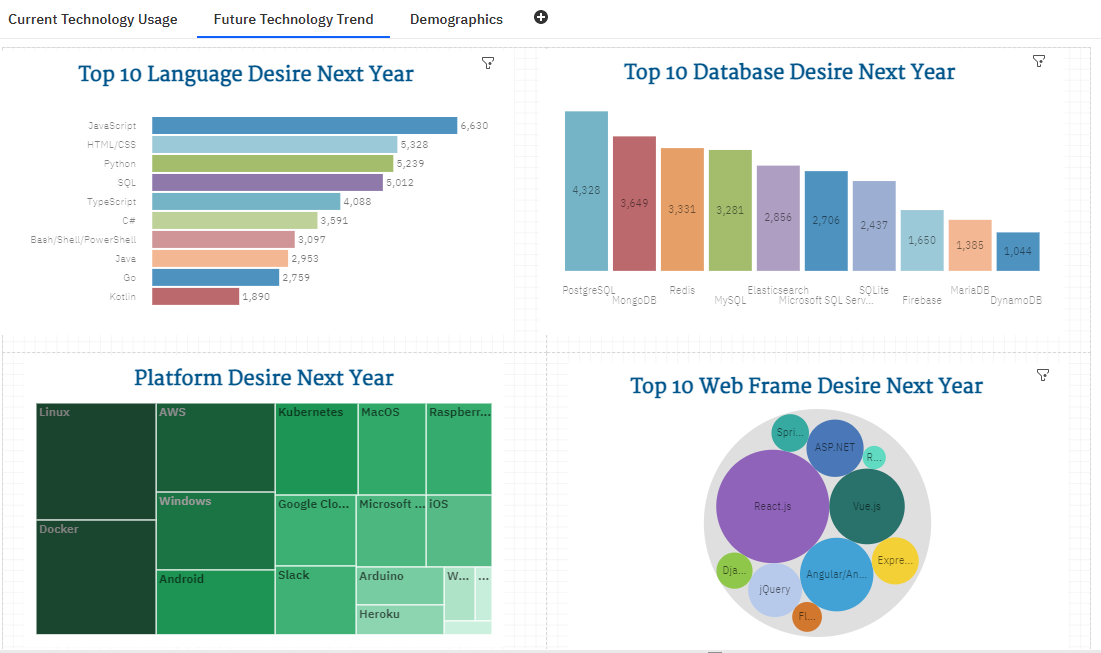 Current Technology Usage
Future Technology Trend
Demographics
Top 10 Language Desire Next Year
JavaScript 6,630
HTML/CSS 5,328
Python 5,239
SQL 5,012
TypeScript 4,088
C# 3,591
Bash/Shell/PowerShell 3,097
Java 2,953
Go 2,759
Kotlin 1,890
Top 10 Database Desire Next Year
4,328
3,649
3,331
3,281
2,856
2,706
2,437
1,650
1,385
1,044
PostgreSQL
MongoDB
Redis
MySQL
Elasticsearch
Microsoft SQL Serv...
SQLite
Firebase
MariaDB
DynamoDB
Platform Desire Next Year
Linux
AWS
Kubernetes
MacOS
Raspberr...
Windows
Google Clo...
Microsoft ...
iOS
Docker
Android
Slack
Arduino
W...
...
Heroku
Top 10 Web Frame Desire Next Year
Spri...
ASP.NET
R...
React.js
Vue.js
Expre...
Dja...
Angular/An...
jQuery
Fl...